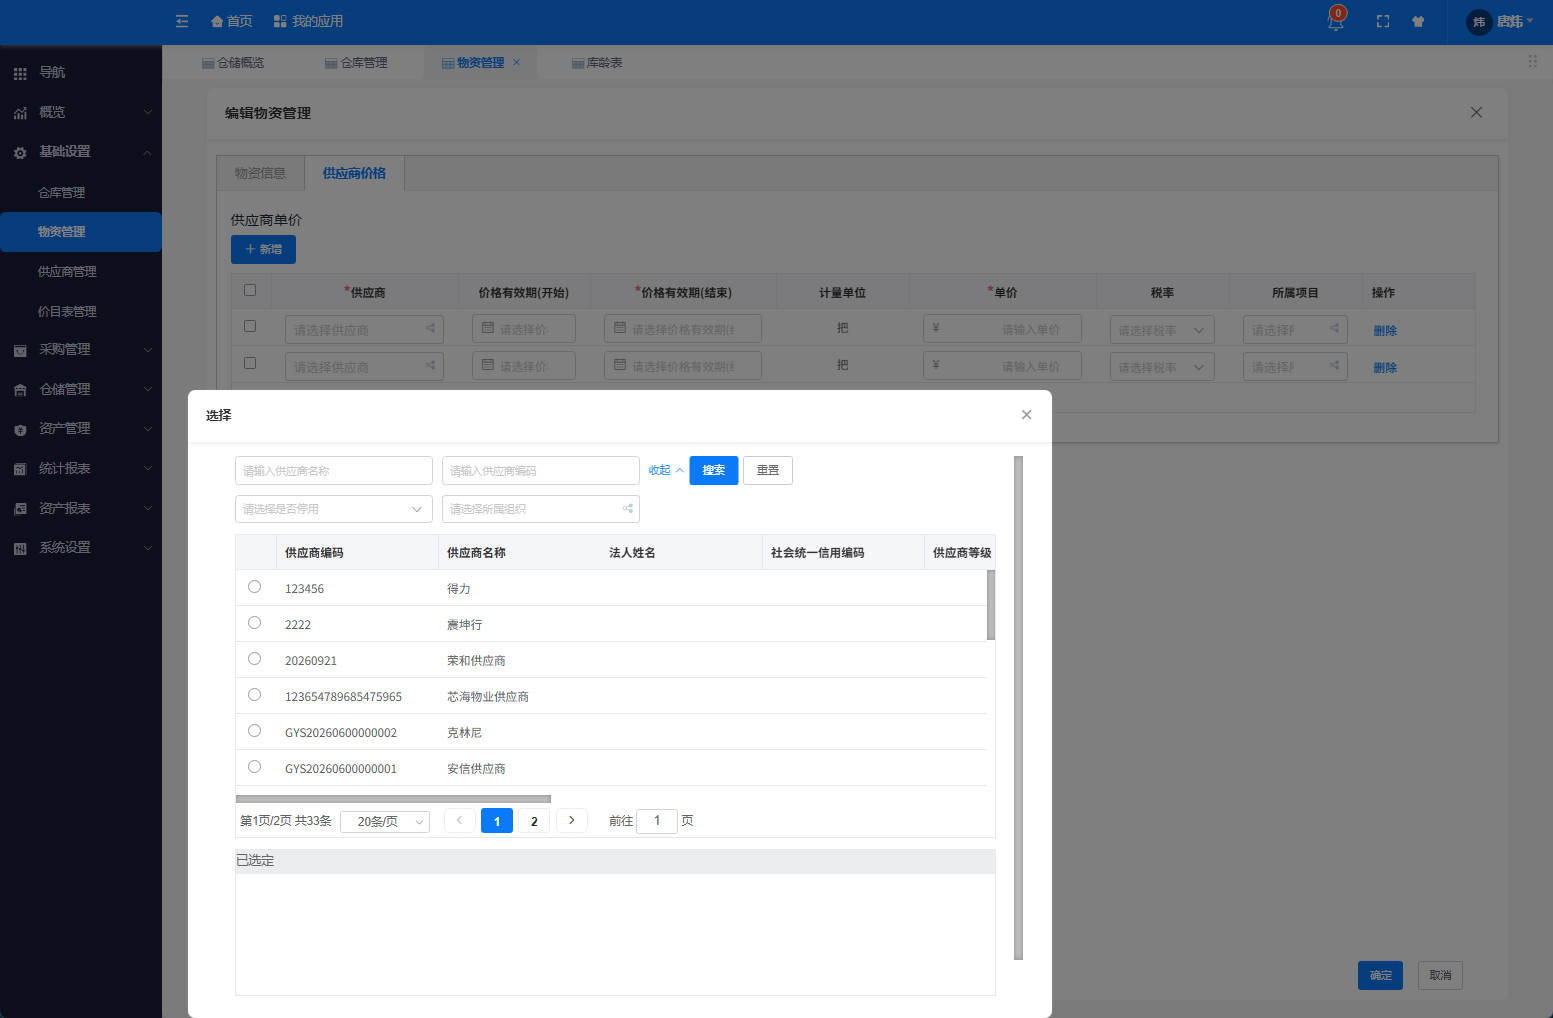 首页 我的应用 0 炜 唐炜
仓储概览 仓库管理 物资管理 库龄表
导航
概览
基础设置
仓库管理
物资管理
供应商管理
价目表管理
采购管理
仓储管理
资产管理
统计报表
资产报表
系统设置
编辑物资管理
物资信息 供应商价格
供应商单价
新增
*供应商 价格有效期(开始) *价格有效期(结束) 计量单位 *单价 税率 所属项目 操作
请选择供应商 请选择价 请选择价格有效期(结 把 ¥ 请输入单价 请选择税率 请选择 删除
请选择供应商 请选择价 请选择价格有效期(结 把 ¥ 请输入单价 请选择税率 请选择 删除
选择
请输入供应商名称 请输入供应商编码 收起 搜索 重置
请选择是否停用 请选择所属组织
供应商编码 供应商名称 法人姓名 社会统一信用编码 供应商等级
123456 得力
2222 震坤行
20260921 荣和供应商
123654789685475965 芯海物业供应商
GYS20260600000002 克林尼
GYS20260600000001 安信供应商
第1页/2页 共33条 20条/页 1 2 前往 1 页
已选定
确定 取消